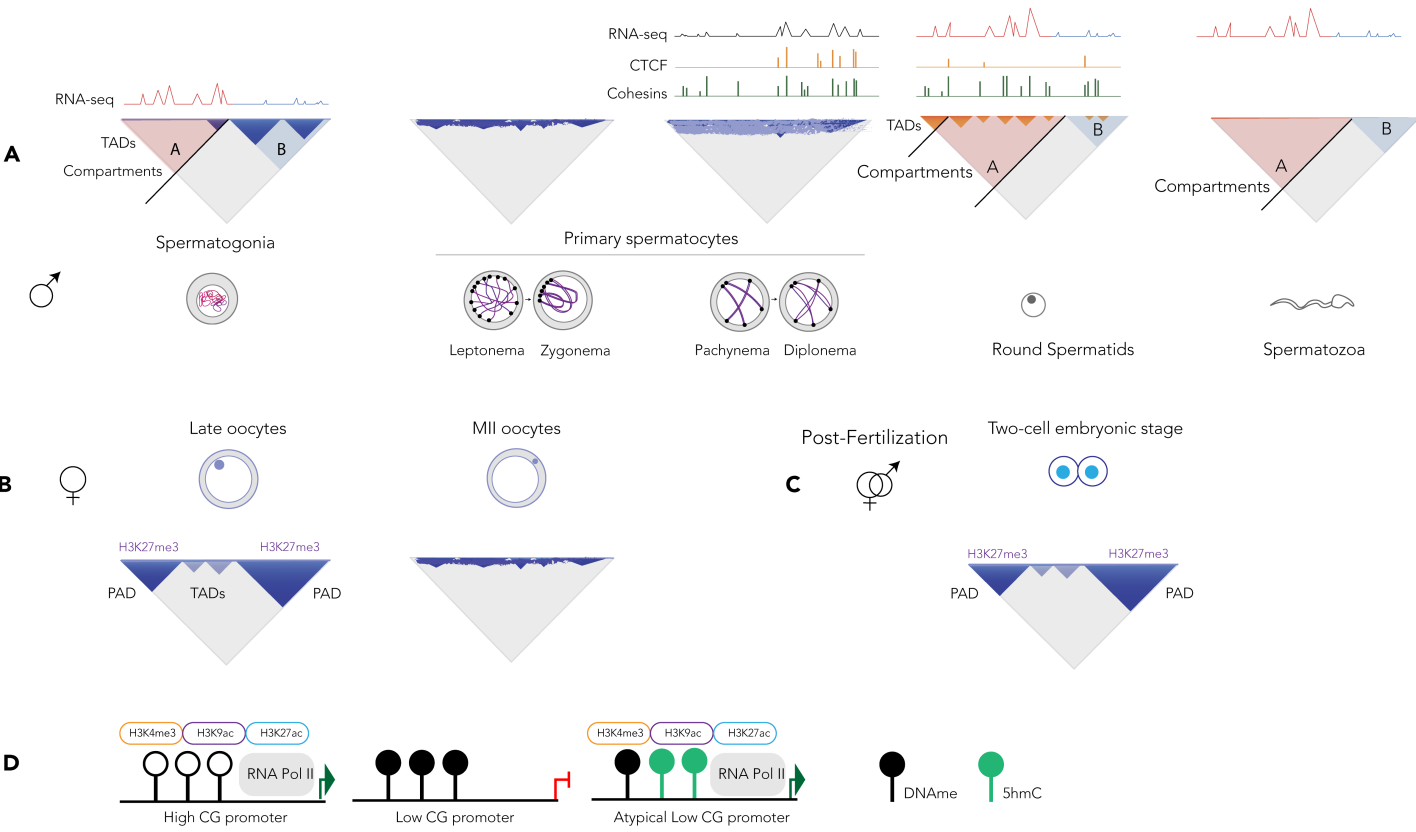 RNA-seq
CTCF
Cohesins
RNA-seq
TADs
A
B
Compartments
TADs
A
B
Compartments
A
B
Compartments
A
Spermatogonia
Primary spermatocytes
Leptonema
Zygonema
Pachynema
Diplonema
Round Spermatids
Spermatozoa
B
Late oocytes
MII oocytes
H3K27me3
H3K27me3
PAD
TADs
PAD
C
Post-Fertilization
Two-cell embryonic stage
H3K27me3
H3K27me3
PAD
PAD
D
H3K4me3
H3K9ac
H3K27ac
RNA Pol II
High CG promoter
Low CG promoter
H3K4me3
H3K9ac
H3K27ac
RNA Pol II
Atypical Low CG promoter
DNAme
5hmC